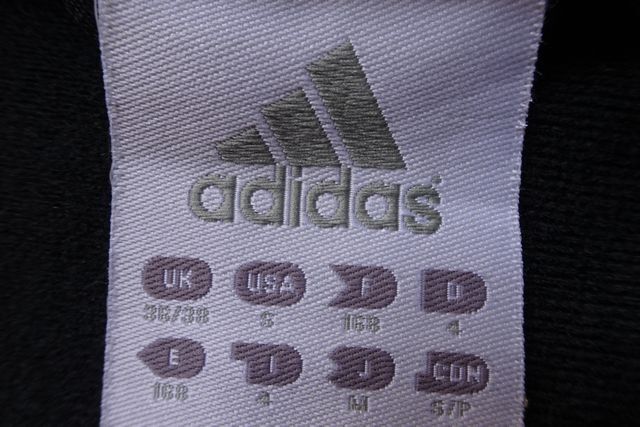 adidas
UK USA F D
36/38 S 168 4
E I J CDN
168 4 M S/P